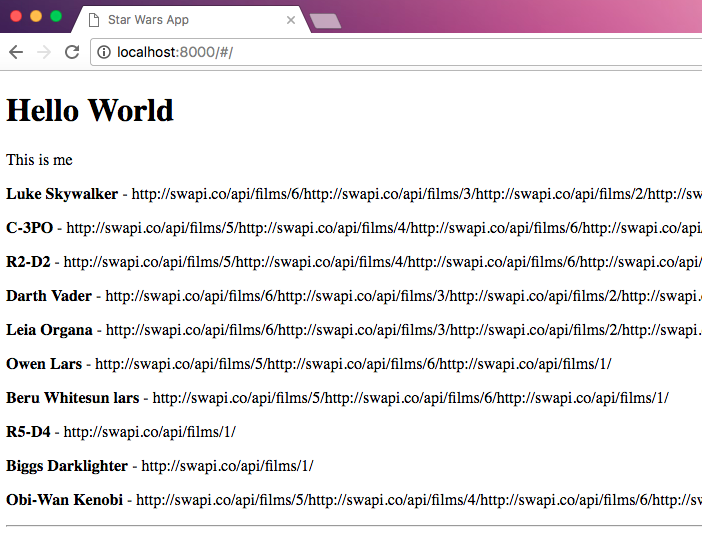 Star Wars App
localhost:8000/#/
Hello World
This is me
Luke Skywalker - http://swapi.co/api/films/6/http://swapi.co/api/films/3/http://swapi.co/api/films/2/http://sw
C-3PO - http://swapi.co/api/films/5/http://swapi.co/api/films/4/http://swapi.co/api/films/6/http://swapi.co/api/
R2-D2 - http://swapi.co/api/films/5/http://swapi.co/api/films/4/http://swapi.co/api/films/6/http://swapi.co/api/
Darth Vader - http://swapi.co/api/films/6/http://swapi.co/api/films/3/http://swapi.co/api/films/2/http://swapi.
Leia Organa - http://swapi.co/api/films/6/http://swapi.co/api/films/3/http://swapi.co/api/films/2/http://swapi.
Owen Lars - http://swapi.co/api/films/5/http://swapi.co/api/films/6/http://swapi.co/api/films/1/
Beru Whitesun lars - http://swapi.co/api/films/5/http://swapi.co/api/films/6/http://swapi.co/api/films/1/
R5-D4 - http://swapi.co/api/films/1/
Biggs Darklighter - http://swapi.co/api/films/1/
Obi-Wan Kenobi - http://swapi.co/api/films/5/http://swapi.co/api/films/4/http://swapi.co/api/films/6/http://sw